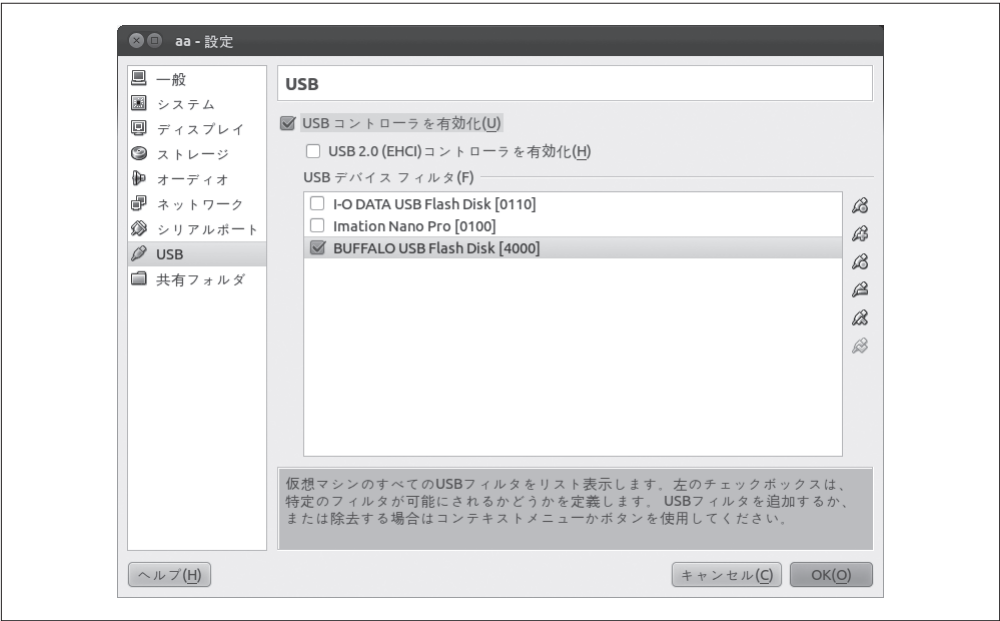 aa - 設定
一般
システム
ディスプレイ
ストレージ
オーディオ
ネットワーク
シリアルポート
USB
共有フォルダ
USB
USB コントローラを有効化(U)
USB 2.0 (EHCI)コントローラを有効化(H)
USB デバイス フィルタ(F)
I-O DATA USB Flash Disk [0110]
Imation Nano Pro [0100]
BUFFALO USB Flash Disk [4000]
仮想マシンのすべてのUSBフィルタをリスト表示します。左のチェックボックスは、
特定のフィルタが可能にされるかどうかを定義します。 USBフィルタを追加するか、
または除去する場合はコンテキストメニューかボタンを使用してください。
ヘルプ(H)
キャンセル(C)
OK(O)